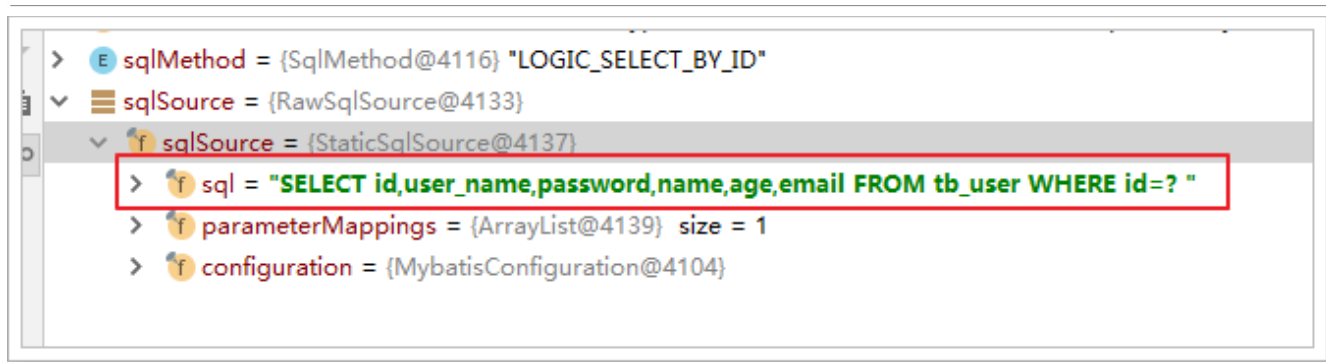 > E sqlMethod = {SqlMethod@4116} "LOGIC_SELECT_BY_ID"
sqlSource = {RawSqlSource@4133}
f sqlSource = {StaticSqlSource@4137}
> f sql = "SELECT id,user_name,password,name,age,email FROM tb_user WHERE id=? "
> f parameterMappings = {ArrayList@4139} size = 1
> f configuration = {MybatisConfiguration@4104}